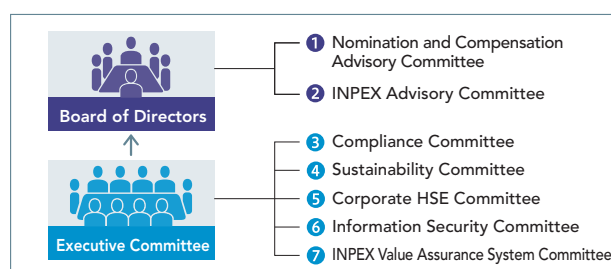 Board of Directors
1 Nomination and Compensation
Advisory Committee
2 INPEX Advisory Committee
Executive Committee
3 Compliance Committee
4 Sustainability Committee
5 Corporate HSE Committee
6 Information Security Committee
7 INPEX Value Assurance System Committee